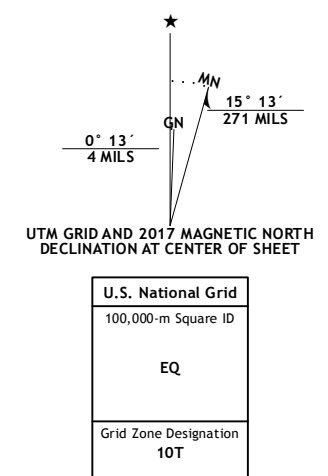 ★
MN
GN
15° 13´
271 MILS
0° 13´
4 MILS
UTM GRID AND 2017 MAGNETIC NORTH
DECLINATION AT CENTER OF SHEET
U.S. National Grid
100,000-m Square ID
EQ
Grid Zone Designation
10T